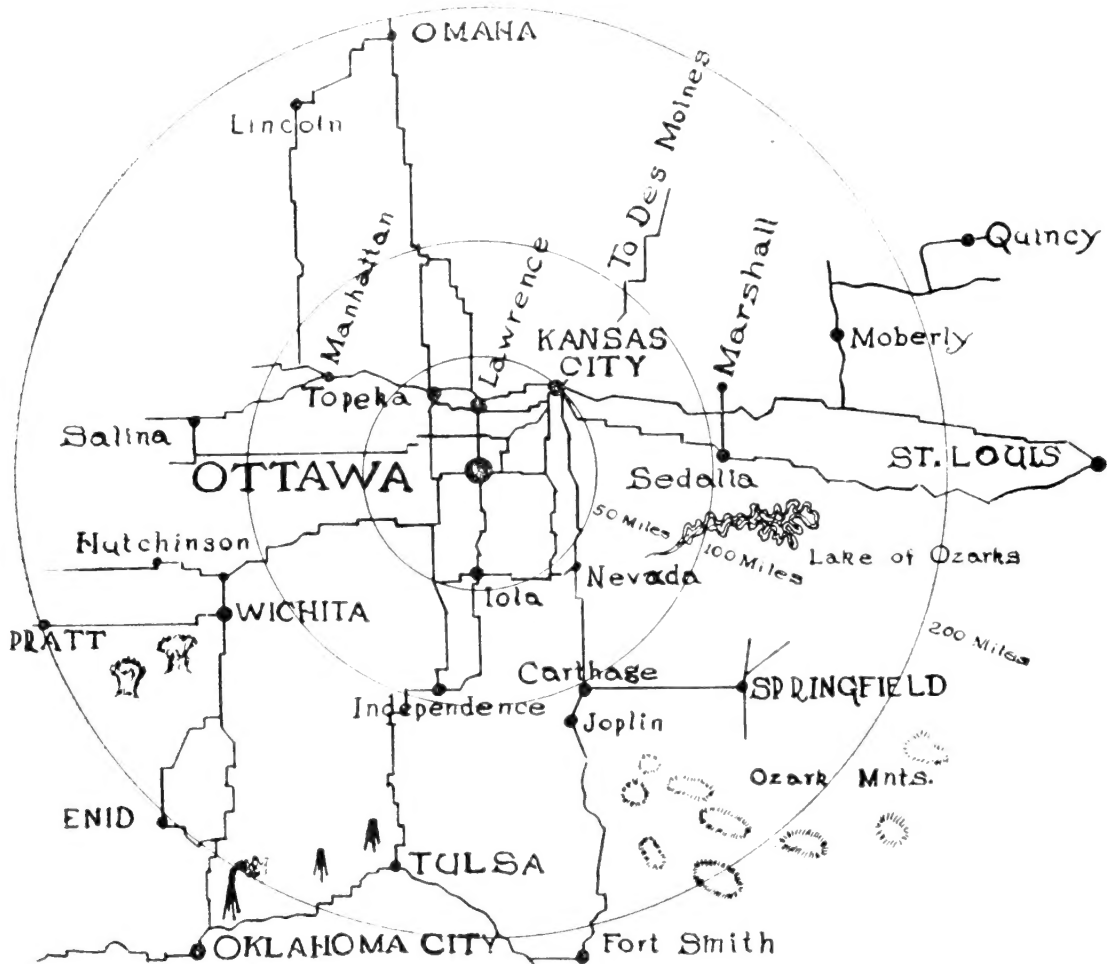 OMAHA
Lincoln
To Des Moines
Manhattan
Lawrence
Marshall
Quincy
KANSAS
CITY
Moberly
Topeka
Salina
OTTAWA
ST. LOUIS
Sedalia
50 Miles
100 Miles
Lake of Ozarks
Hutchinson
Nevada
Iola
WICHITA
PRATT
200 Miles
Carthage
SPRINGFIELD
Independence
Joplin
Ozark Mnts.
ENID
TULSA
OKLAHOMA CITY
Fort Smith